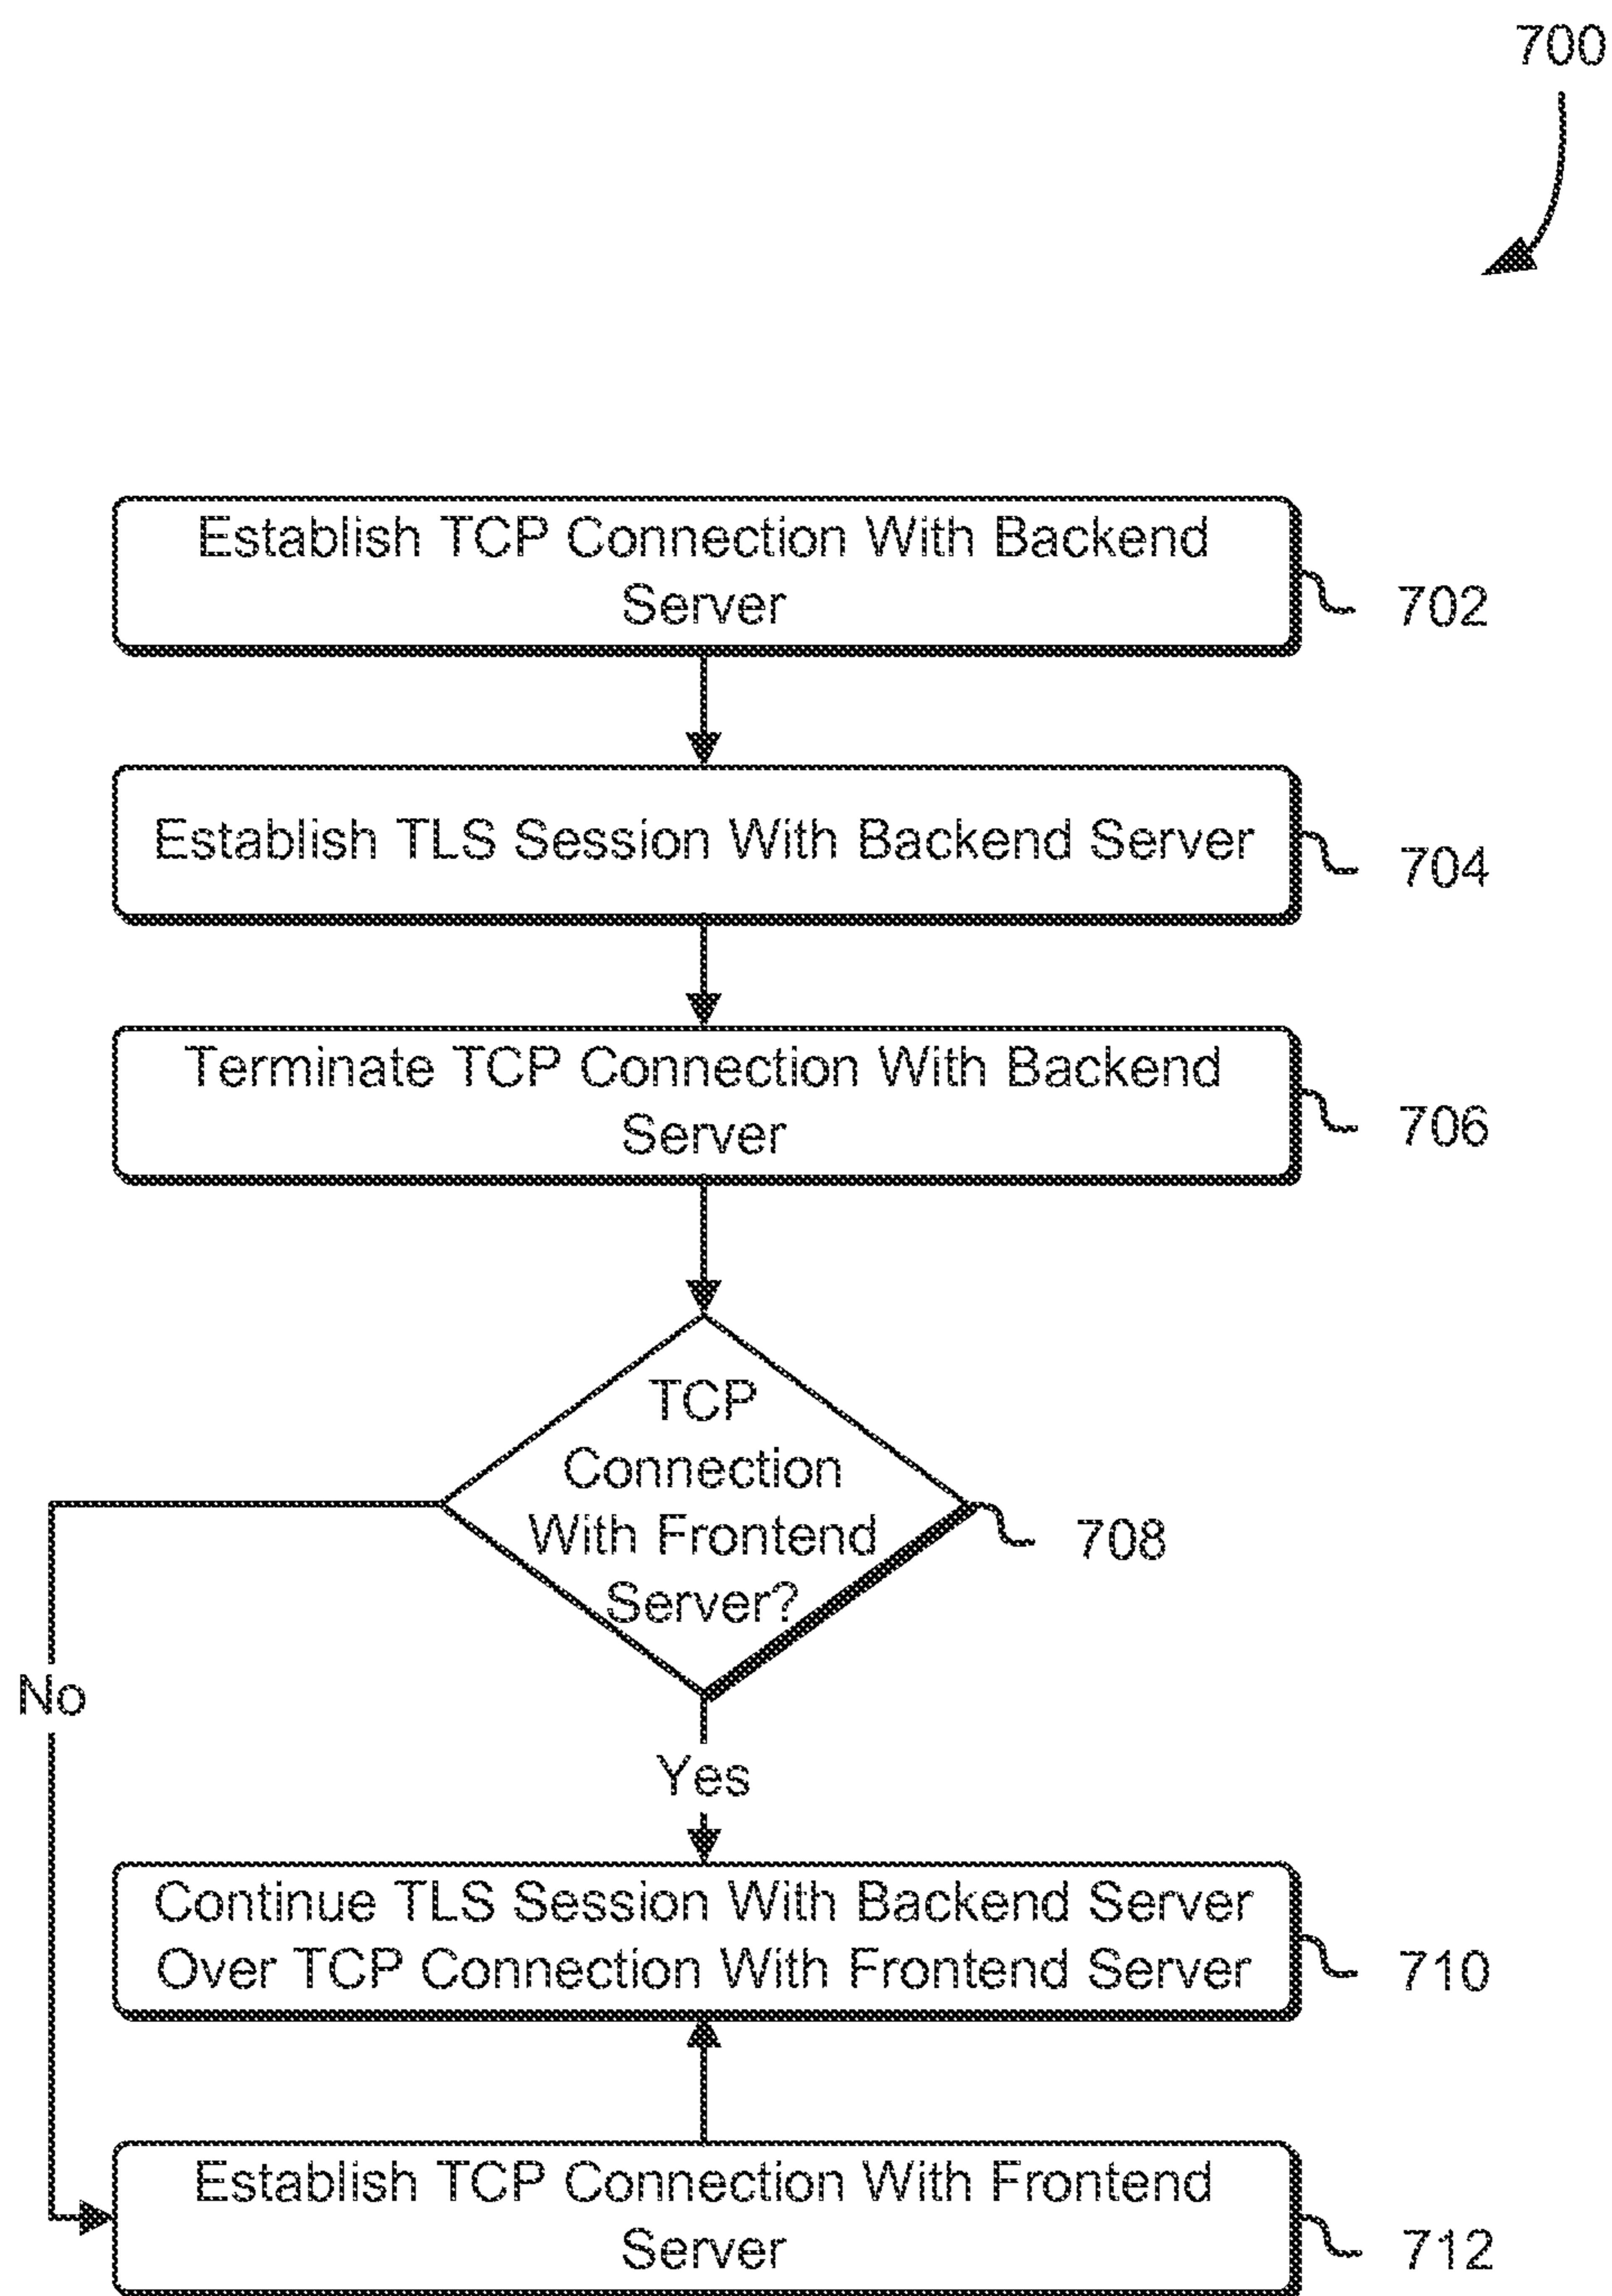 700
Establish TCP Connection With Backend
Server
702
Establish TLS Session With Backend Server
704
Terminate TCP Connection With Backend
Server
706
TCP
Connection
With Frontend
Server?
708
No
Yes
Continue TLS Session With Backend Server
Over TCP Connection With Frontend Server
710
Establish TCP Connection With Frontend
Server
712